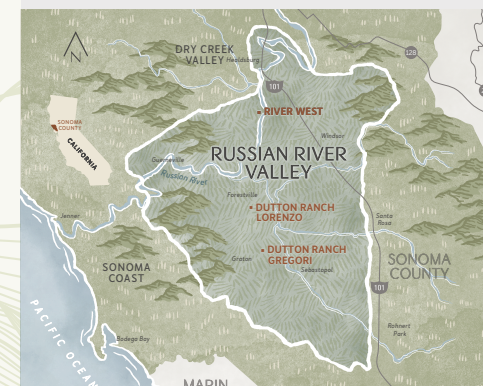 N
DRY CREEK
VALLEY
Healdsburg
128
101
RIVER WEST
SONOMA
COUNTY
CALIFORNIA
Windsor
Guerneville
RUSSIAN RIVER
VALLEY
Russian River
Forestville
DUTTON RANCH
LORENZO
Jenner
Santa
Rosa
DUTTON RANCH
GREGORI
Graton
Sebastopol
SONOMA
COAST
SONOMA
COUNTY
101
PACIFIC OCEAN
Rohnert
Park
Bodega Bay
MARIN